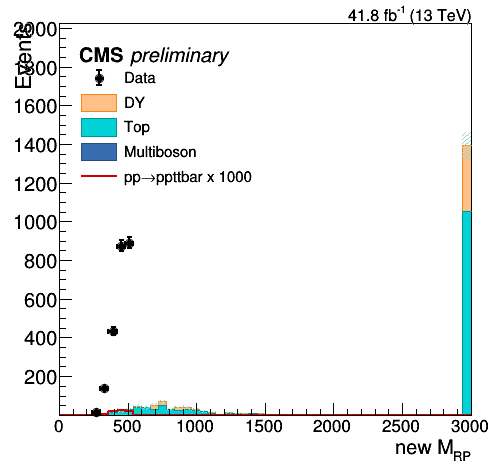 41.8 fb⁻¹ (13 TeV)
Events
CMS preliminary
Data
DY
Top
Multiboson
pp→ppttbar x 1000
2000
1800
1600
1400
1200
1000
800
600
400
200
0 500 1000 1500 2000 2500 3000
new M_RP